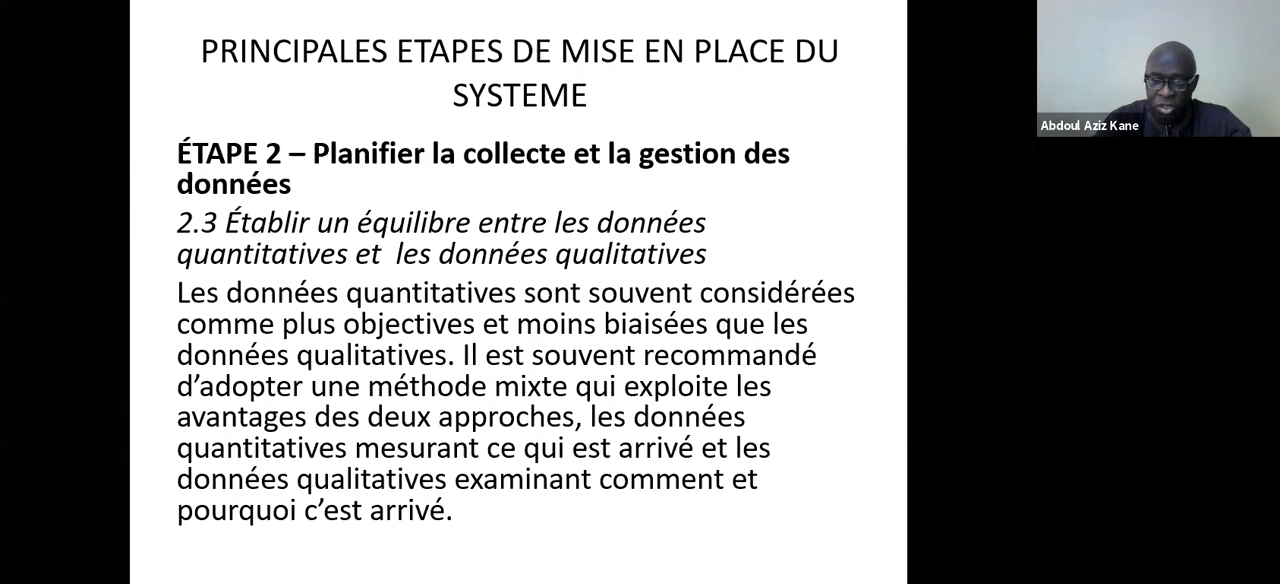 PRINCIPALES ETAPES DE MISE EN PLACE DU
SYSTEME
ÉTAPE 2 – Planifier la collecte et la gestion des
données
2.3 Établir un équilibre entre les données
quantitatives et  les données qualitatives
Les données quantitatives sont souvent considérées
comme plus objectives et moins biaisées que les
données qualitatives. Il est souvent recommandé
d’adopter une méthode mixte qui exploite les
avantages des deux approches, les données
quantitatives mesurant ce qui est arrivé et les
données qualitatives examinant comment et
pourquoi c’est arrivé.
Abdoul Aziz Kane